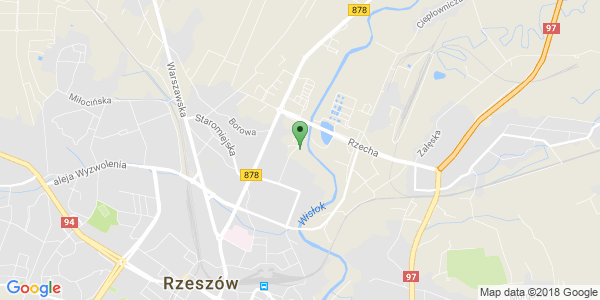 Ciepłownicza
878
97
Warszawska
Miłocińska
Staromiejska
Borowa
Rzecha
Załęska
aleja Wyzwolenia
878
Wisłok
94
97
Rzeszów
Google
Map data ©2018 Google